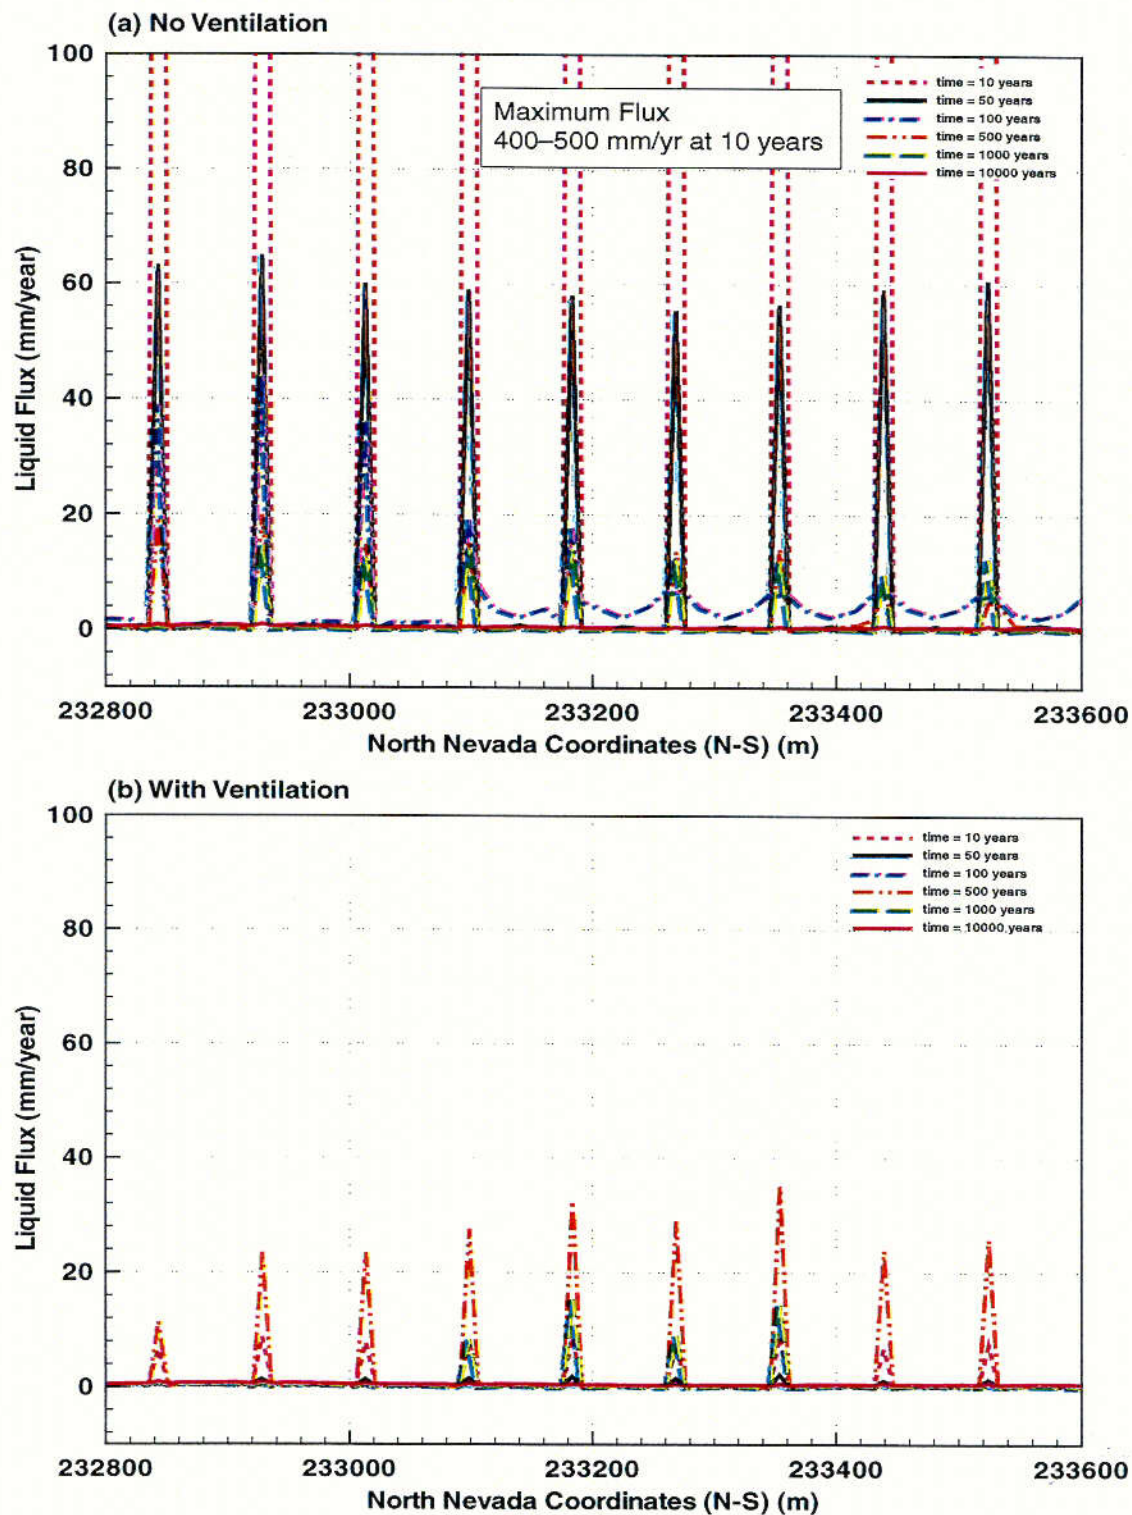 (a) No Ventilation
100
80
60
40
20
0
Liquid Flux (mm/year)
Maximum Flux
400–500 mm/yr at 10 years
time = 10 years
time = 50 years
time = 100 years
time = 500 years
time = 1000 years
time = 10000 years
232800
233000
233200
233400
233600
North Nevada Coordinates (N-S) (m)
(b) With Ventilation
100
80
60
40
20
0
Liquid Flux (mm/year)
time = 10 years
time = 50 years
time = 100 years
time = 500 years
time = 1000 years
time = 10000 years
232800
233000
233200
233400
233600
North Nevada Coordinates (N-S) (m)